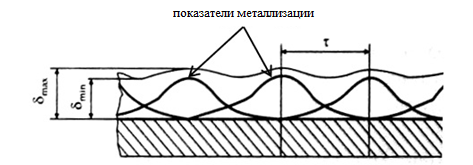 показатели металлизации
τ
δmax
δmin